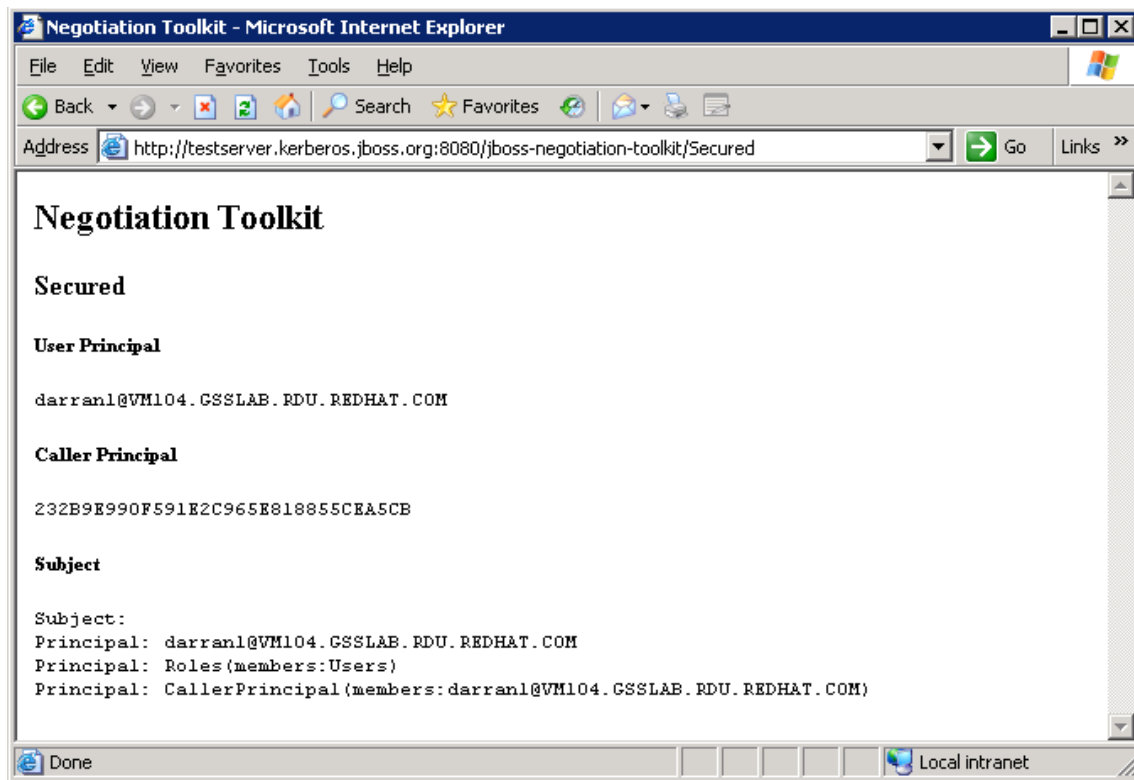 Negotiation Toolkit - Microsoft Internet Explorer
File Edit View Favorites Tools Help
Back Search Favorites
Address http://testserver.kerberos.jboss.org:8080/jboss-negotiation-toolkit/Secured Go Links »
Negotiation Toolkit
Secured
User Principal
darran1@VM104.GSSLAB.RDU.REDHAT.COM
Caller Principal
232B9E990F591E2C965E818855CEA5CB
Subject
Subject:
Principal: darran1@VM104.GSSLAB.RDU.REDHAT.COM
Principal: Roles(members:Users)
Principal: CallerPrincipal(members:darran1@VM104.GSSLAB.RDU.REDHAT.COM)
Done Local intranet